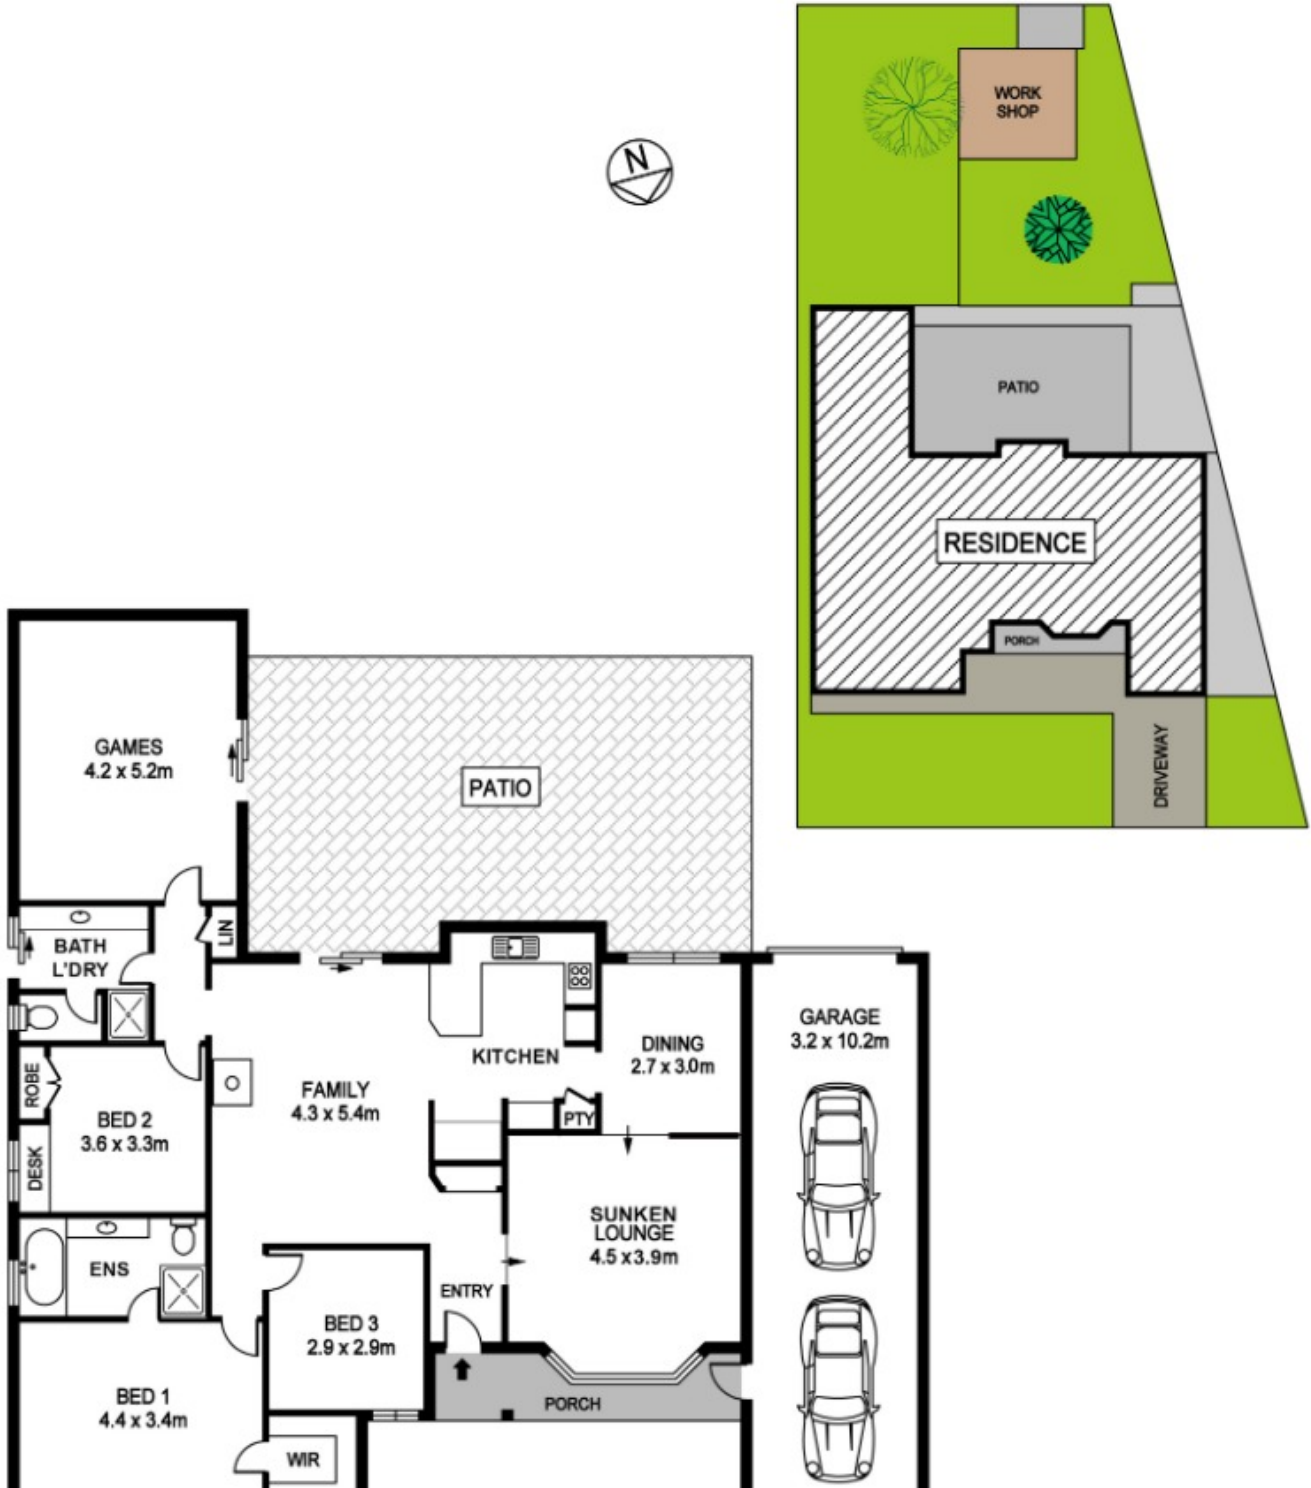 WORK
SHOP
N
PATIO
RESIDENCE
PORCH
DRIVEWAY
GAMES
4.2 x 5.2m
PATIO
LIN
BATH
L'DRY
GARAGE
3.2 x 10.2m
KITCHEN
DINING
2.7 x 3.0m
ROBE
FAMILY
4.3 x 5.4m
BED 2
3.6 x 3.3m
PTY
DESK
SUNKEN
LOUNGE
4.5 x3.9m
ENS
ENTRY
BED 3
2.9 x 2.9m
BED 1
4.4 x 3.4m
PORCH
WIR